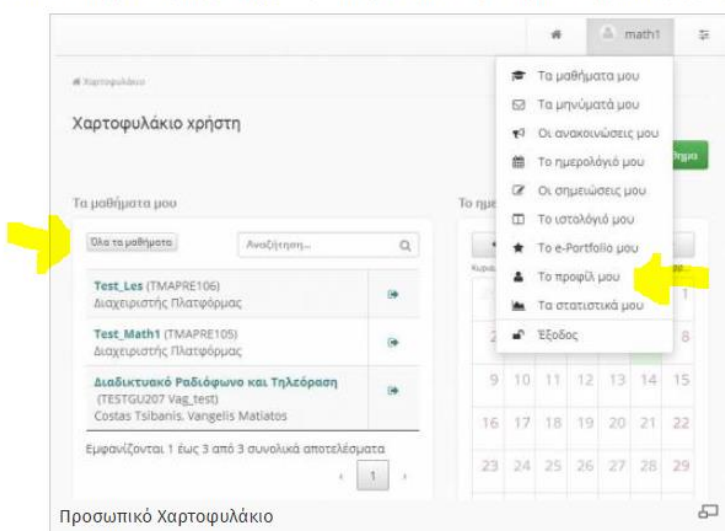 math1
Χαρτοφυλάκιο
Χαρτοφυλάκιο χρήστη
Τα μαθήματα μου
Τα μηνύματά μου
Οι ανακοινώσεις μου
Το ημερολόγιό μου
Οι σημειώσεις μου
Το ιστολόγιό μου
Το e-Portfolio μου
Το προφίλ μου
Τα στατιστικά μου
Έξοδος
Τα μαθήματα μου
Όλα τα μαθήματα
Αναζήτηση...
Test_Les (TMAPRE106)
Διαχειριστής Πλατφόρμας
Test_Math1 (TMAPRE105)
Διαχειριστής Πλατφόρμας
Διαδικτυακό Ραδιόφωνο και Τηλεόραση
(TESTGU207 Vag_test)
Costas Tsibanis, Vangelis Matiatos
Εμφανίζονται 1 έως 3 από 3 συνολικά αποτελέσματα
‹ 1 ›
Το ημε
1
2 8
9 10 11 12 13 14 15
16 17 18 19 20 21 22
23 24 25 26 27 28 29
Προσωπικό Χαρτοφυλάκιο